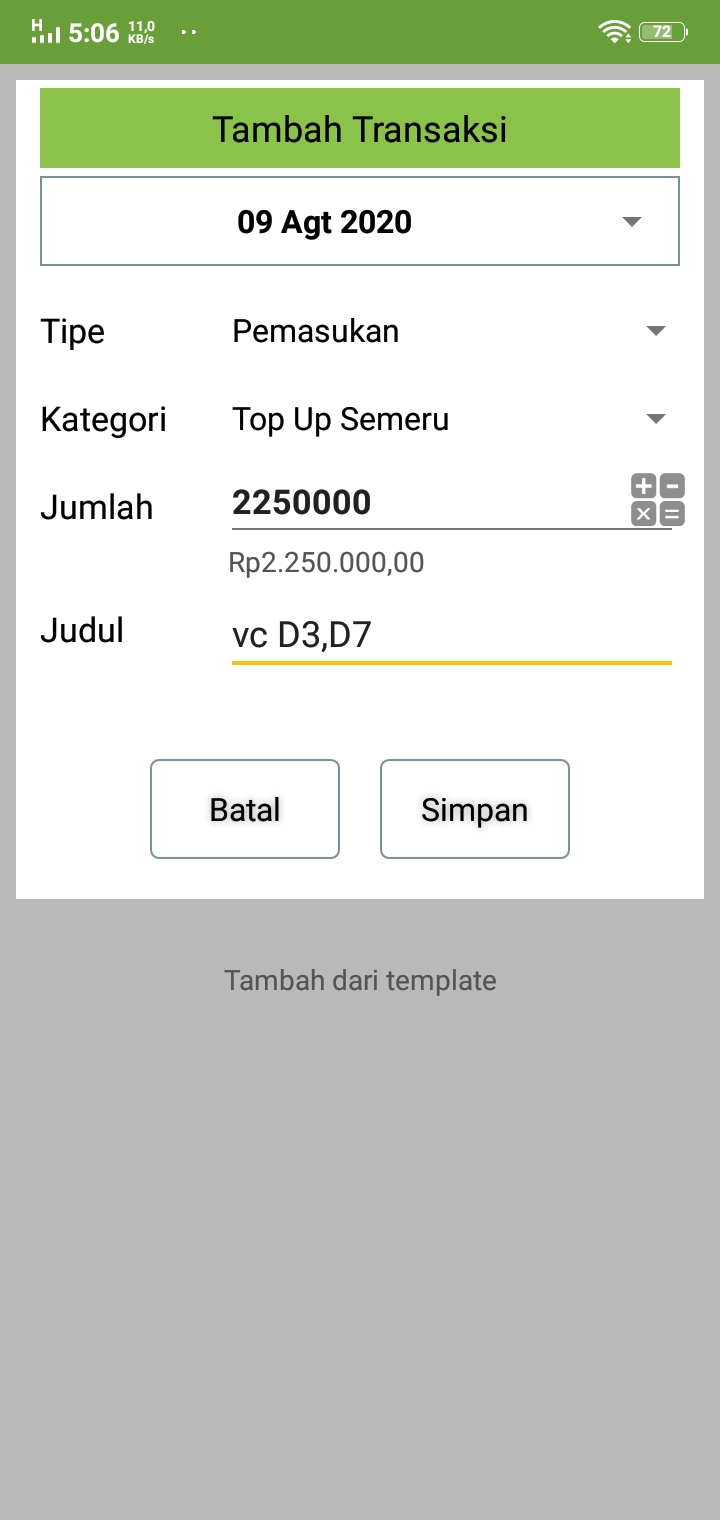 H 5:06 11,0 KB/s 72
Tambah Transaksi
09 Agt 2020
Tipe Pemasukan
Kategori Top Up Semeru
Jumlah 2250000
Rp2.250.000,00
Judul vc D3,D7
Batal Simpan
Tambah dari template